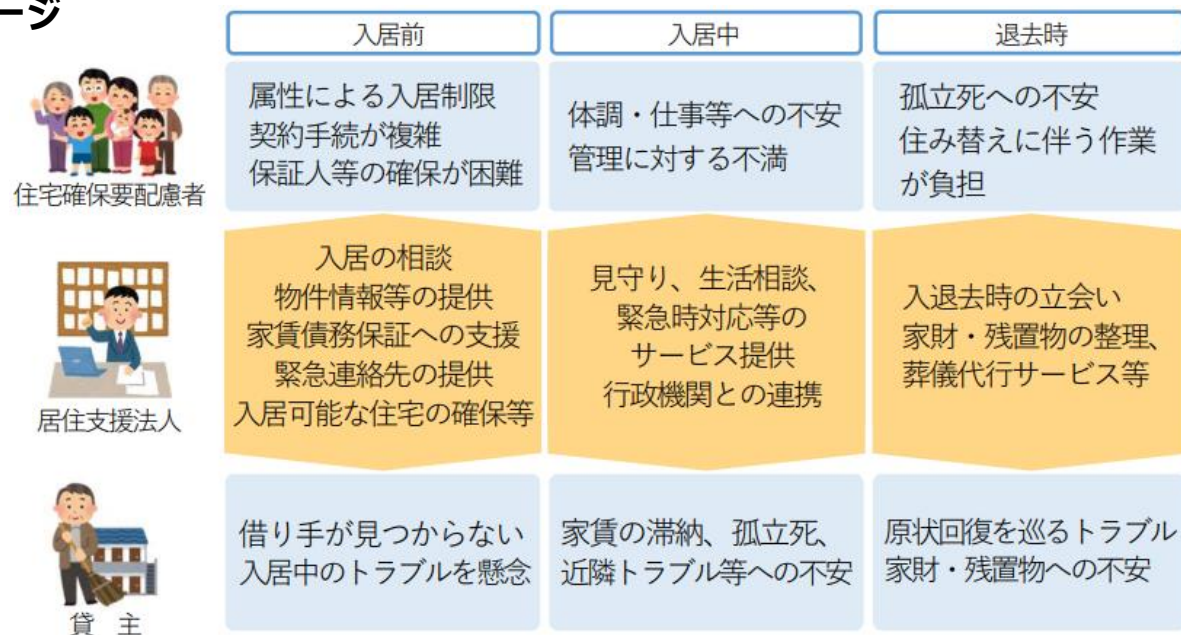 ージ
入居前
入居中
退去時
住宅確保要配慮者
属性による入居制限
契約手続が複雑
保証人等の確保が困難
体調・仕事等への不安
管理に対する不満
孤立死への不安
住み替えに伴う作業
が負担
居住支援法人
入居の相談
物件情報等の提供
家賃債務保証への支援
緊急連絡先の提供
入居可能な住宅の確保等
見守り、生活相談、
緊急時対応等の
サービス提供
行政機関との連携
入退去時の立会い
家財・残置物の整理、
葬儀代行サービス等
貸 主
借り手が見つからない
入居中のトラブルを懸念
家賃の滞納、孤立死、
近隣トラブル等への不安
原状回復を巡るトラブル
家財・残置物への不安